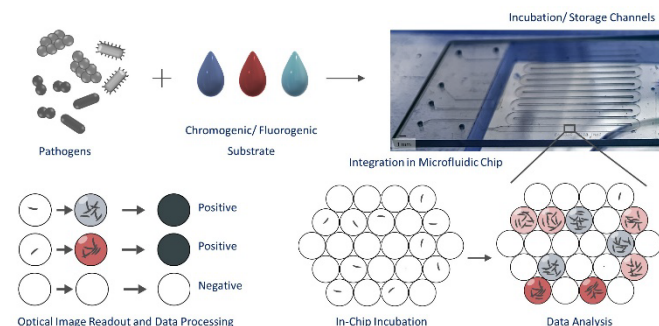 Incubation/ Storage Channels
Chromogenic/ Fluorogenic
Substrate
Pathogens
Integration in Microfluidic Chip
Positive
Positive
Negative
Optical Image Readout and Data Processing
In-Chip Incubation
Data Analysis